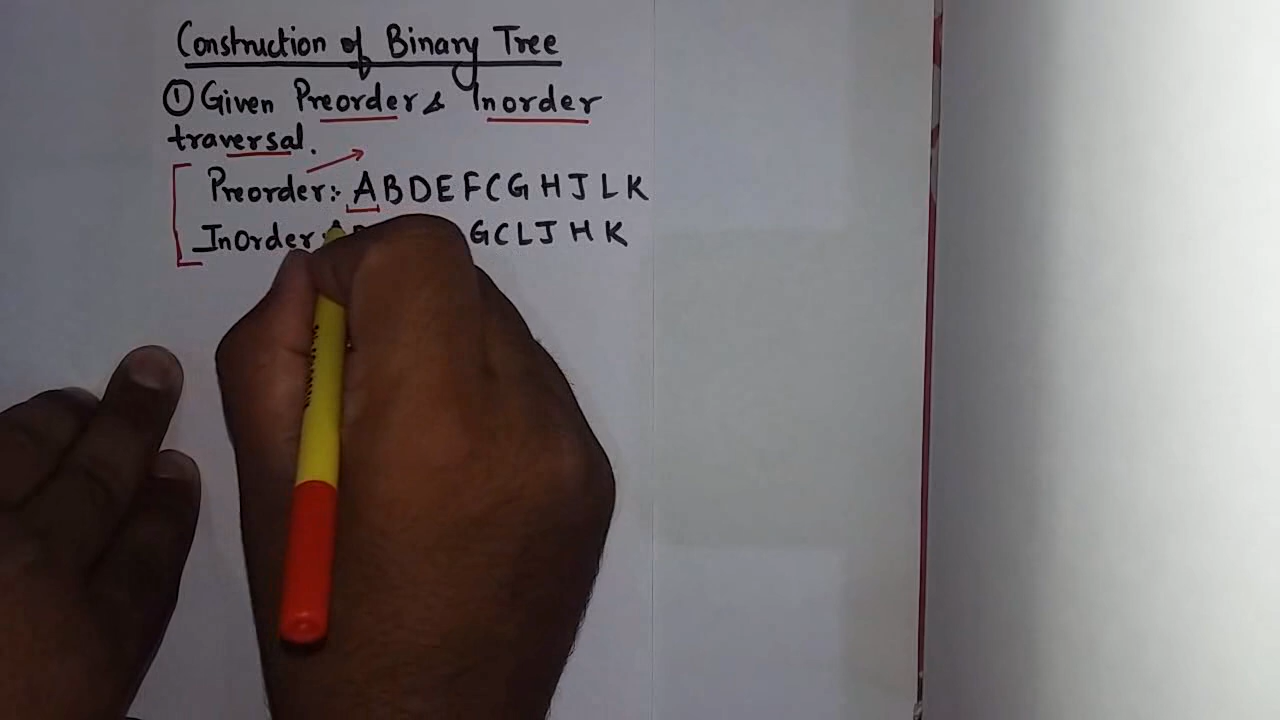 Construction of Binary Tree
① Given Preorder & Inorder
traversal.
Preorder:- A B D E F C G H J L K
InOrder: G C L J H K